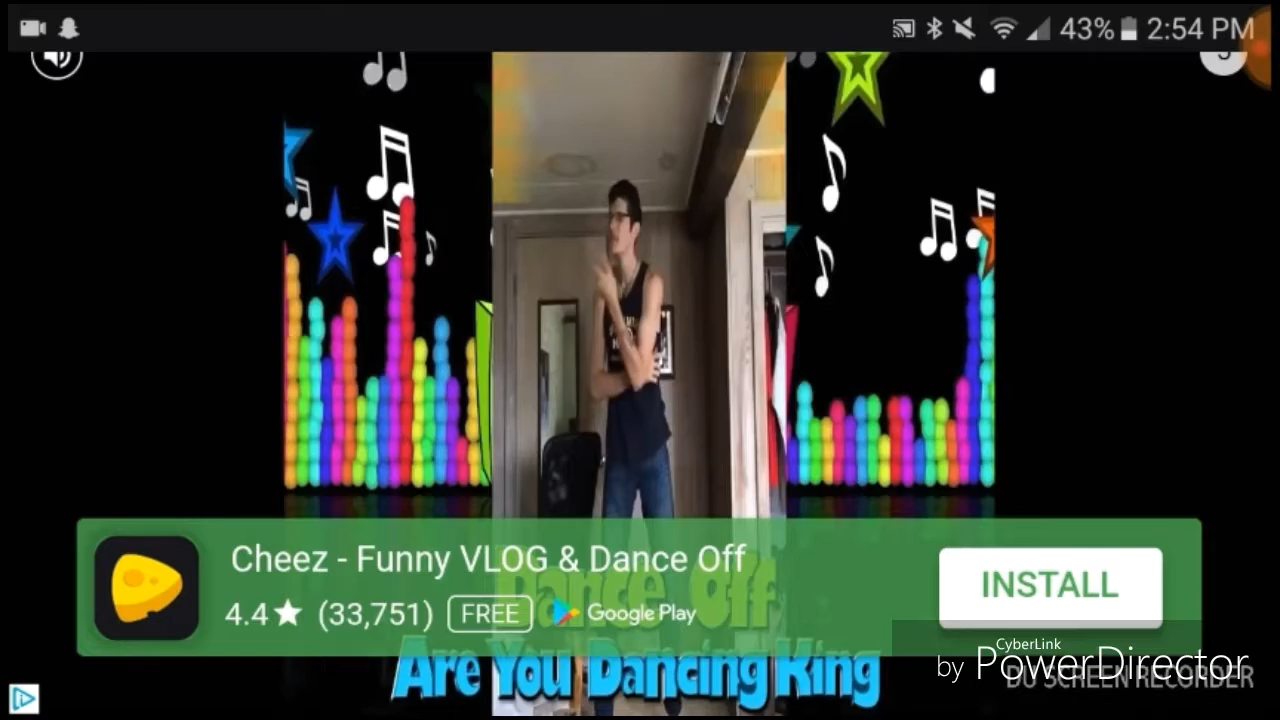 43% 2:54 PM
Cheez - Funny VLOG & Dance Off
4.4★ (33,751) FREE Google Play
INSTALL
Dance Off
Are You Dancing King
CyberLink
by PowerDirector
DU SCREEN RECORDER